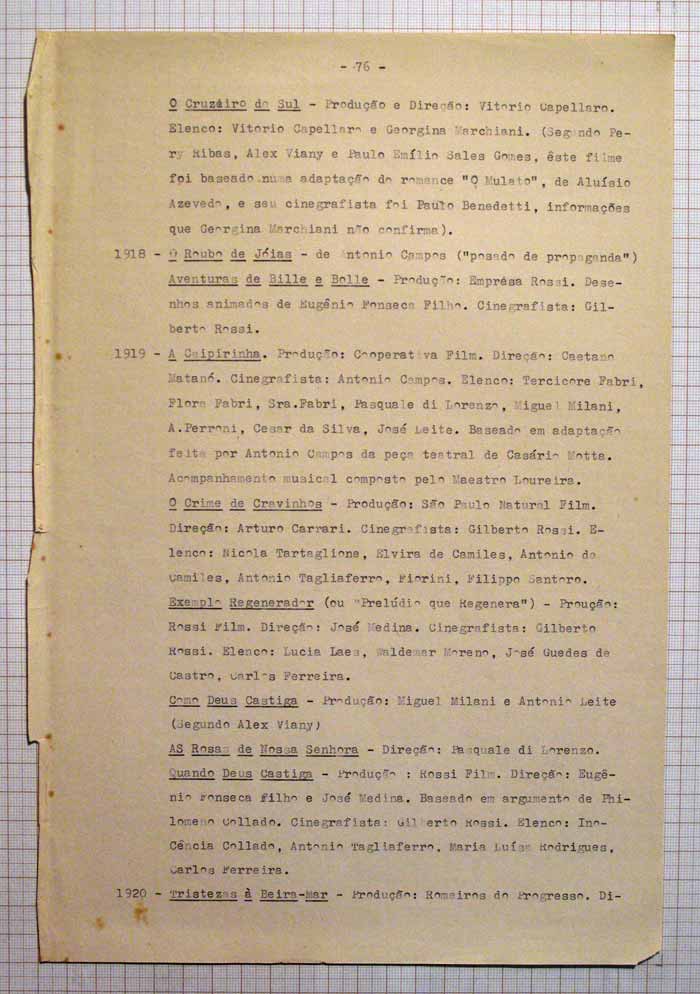 - 76 -
O Cruzéiro do Sul - Produção e Direção: Vitorio Capellaro.
Elenco: Vitorio Capellaro e Georgina Marchiani. (Segundo Pe-
ry Ribas, Alex Viany e Paulo Emílio Sales Gomes, êste filme
foi baseado numa adaptação do romance "O Mulato", de Aluísio
Azevedo, e seu cinegrafista foi Paulo Benedetti, informações
que Georgina Marchiani não confirma).
1918 - O Roubo de Jóias - de Antonio Campos ("posado de propaganda")
Aventuras de Bille e Bolle - Produção: Emprêsa Rossi. Dese-
nhos animados de Eugênio Fonseca Filho. Cinegrafista: Gil-
berto Rossi.
1919 - A Caipirinha. Produção: Cooperativa Film. Direção: Caetano
Matanó. Cinegrafista: Antonio Campos. Elenco: Tercicore Fabri,
Flora Fabri, Sra.Fabri, Pasquale di Lorenzo, Miguel Milani,
A.Perroni, Cesar da Silva, José Leite. Baseado em adaptação
feita por Antonio Campos da peça teatral de Casário Motta.
Acompanhamento musical composto pelo Maestro Loureira.
O Crime de Cravinhos - Produção: São Paulo Natural Film.
Direção: Arturo Carrari. Cinegrafista: Gilberto Rossi. E-
lenco: Nicola Tartaglione, Elvira de Camiles, Antonio de
Camiles, Antonio Tagliaferro, Fiorini, Filippo Santoro.
Exemplo Regenerador (ou "Prelúdio que Regenera") - Proução:
Rossi Film. Direção: José Medina. Cinegrafista: Gilberto
Rossi. Elenco: Lucia Laes, Waldemar Moreno, José Guedes de
Castro, Carlos Ferreira.
Como Deus Castiga - Produção: Miguel Milani e Antonio Leite
(Segundo Alex Viany)
AS Rosas de Nossa Senhora - Direção: Pasquale di Lorenzo.
Quando Deus Castiga - Produção : Rossi Film. Direção: Eugê-
nio Fonseca filho e José Medina. Baseado em argumento de Phi-
lomeno Collado. Cinegrafista: Gilberto Rossi. Elenco: Ino-
Cência Collado, Antonio Tagliaferro, Maria Luísa Rodrigues,
Carlos Ferreira.
1920 - Tristezas à Beira-Mar - Produção: Romeiros do Progresso. Di-